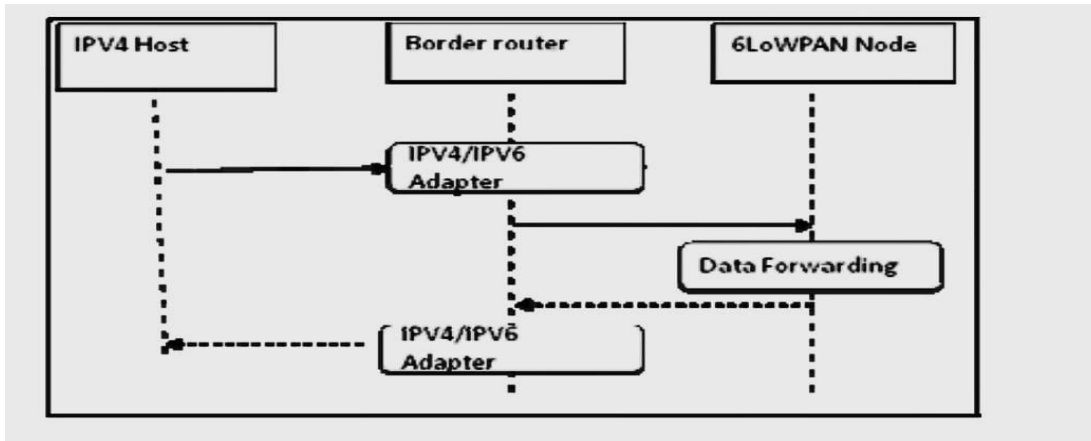 IPV4 Host
Border router
6LoWPAN Node
IPV4/IPV6
Adapter
Data Forwarding
IPV4/IPV6
Adapter